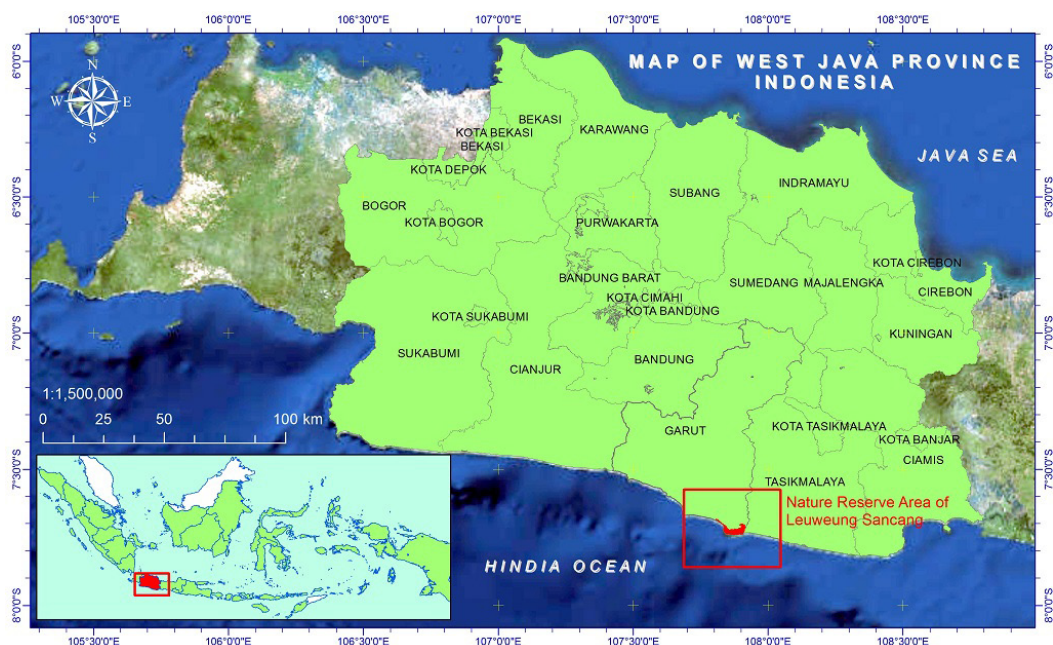 105°30'0"E 106°0'0"E 106°30'0"E 107°0'0"E 107°30'0"E 108°0'0"E 108°30'0"E
6°0'0"S
6°30'0"S
7°0'0"S
7°30'0"S
8°0'0"S
N
W E
S
MAP OF WEST JAVA PROVINCE
INDONESIA
JAVA SEA
BEKASI
KOTA BEKASI
BEKASI
KARAWANG
KOTA DEPOK
BOGOR
KOTA BOGOR
SUBANG
INDRAMAYU
PURWAKARTA
KOTA CIREBON
BANDUNG BARAT
SUMEDANG
MAJALENGKA
CIREBON
KOTA CIMAHI
KOTA BANDUNG
KOTA SUKABUMI
KUNINGAN
SUKABUMI
CIANJUR
BANDUNG
1:1,500,000
0 25 50 100 km
GARUT
KOTA TASIKMALAYA
KOTA BANJAR
CIAMIS
TASIKMALAYA
Nature Reserve Area of
Leuweung Sancang
HINDIA OCEAN
6°0'0"S
6°30'0"S
7°0'0"S
7°30'0"S
8°0'0"S
105°30'0"E 106°0'0"E 106°30'0"E 107°0'0"E 107°30'0"E 108°0'0"E 108°30'0"E